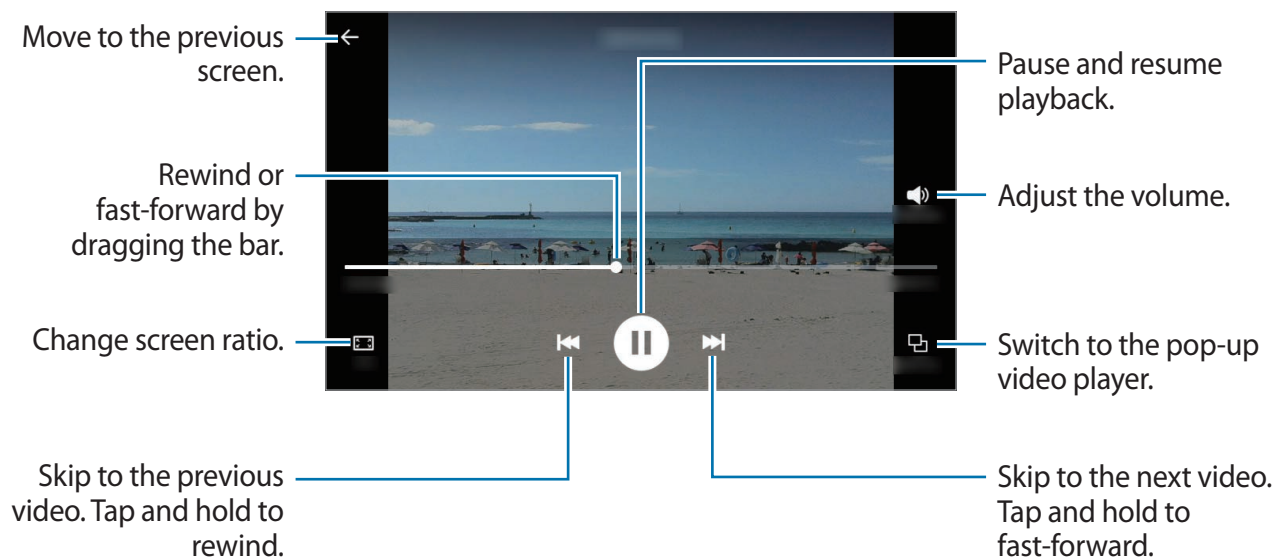 Move to the previous
screen.
Pause and resume
playback.
Rewind or
fast-forward by
dragging the bar.
Adjust the volume.
Change screen ratio.
Switch to the pop-up
video player.
Skip to the previous
video. Tap and hold to
rewind.
Skip to the next video.
Tap and hold to
fast-forward.